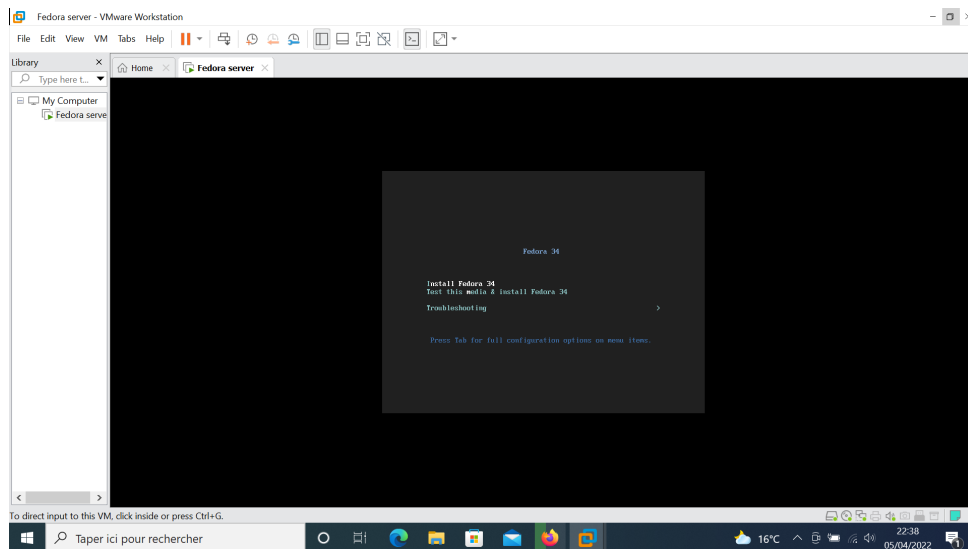 Fedora server - VMware Workstation
File Edit View VM Tabs Help
Library
Home
Fedora server
Type here t...
My Computer
Fedora serve
Fedora 34
Install Fedora 34
Test this media & install Fedora 34
Troubleshooting >
Press Tab for full configuration options on menu items.
To direct input to this VM, click inside or press Ctrl+G.
Taper ici pour rechercher
16°C
22:38
05/04/2022
1